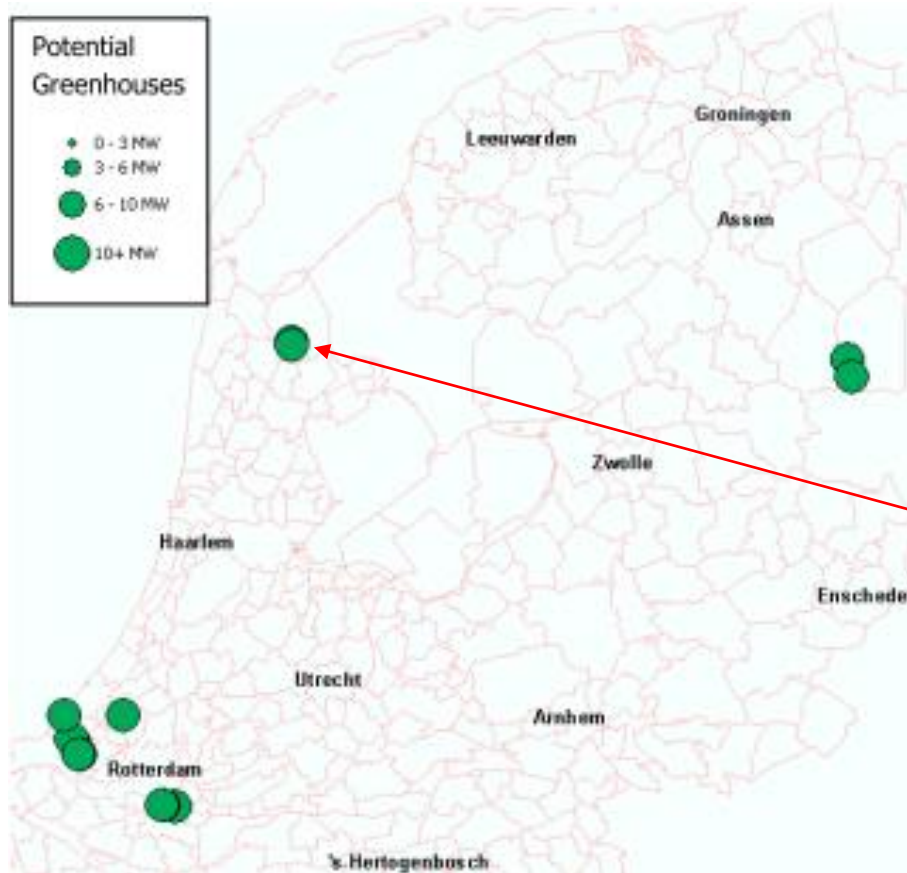 Potential
Greenhouses
0 - 3 MW
3 - 6 MW
6 - 10 MW
10+ MW
Groningen
Leeuwarden
Assen
Zwolle
Haarlem
Enschede
Utrecht
Arnhem
Rotterdam
's.Hertogenbosch